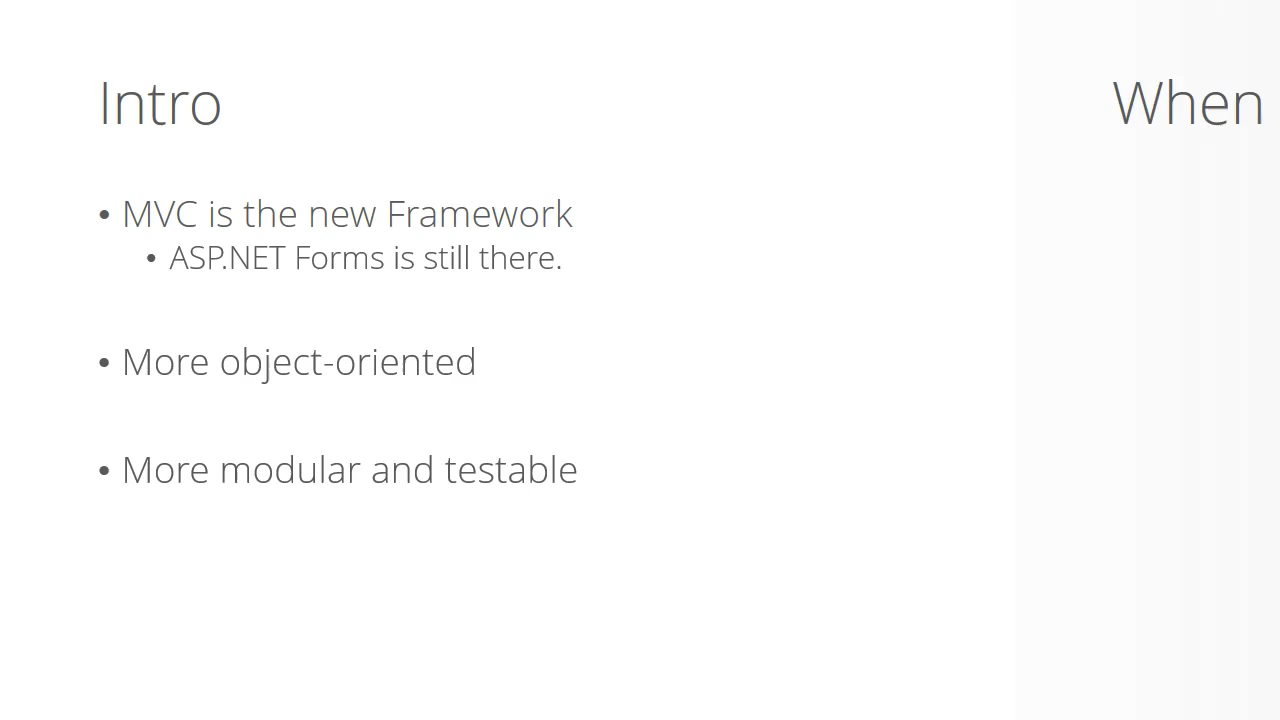 Intro
When
• MVC is the new Framework
• ASP.NET Forms is still there.
• More object-oriented
• More modular and testable